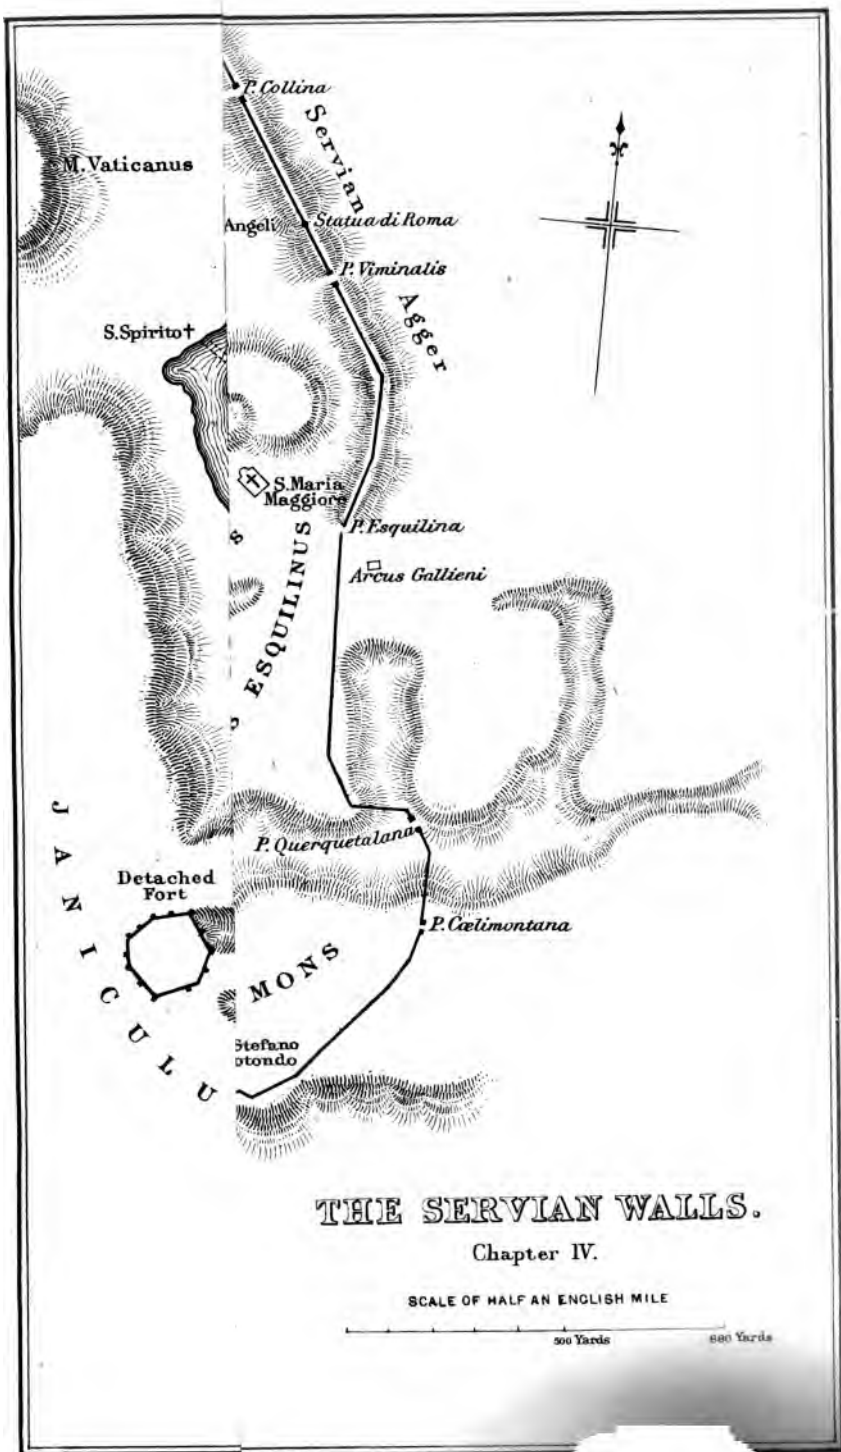 P. Collina
Servian
M. Vaticanus
Angeli
Statua di Roma
P. Viminalis
Agger
S. Spirito †
S. Maria
Maggiore
P. Esquilina
S
Arcus Gallieni
ESQUILINUS
P. Querquetalana
JANICULU
Detached
Fort
P. Cœlimontana
MONS
Stefano
otondo
THE SERVIAN WALLS.
Chapter IV.
SCALE OF HALF AN ENGLISH MILE
500 Yards
880 Yards